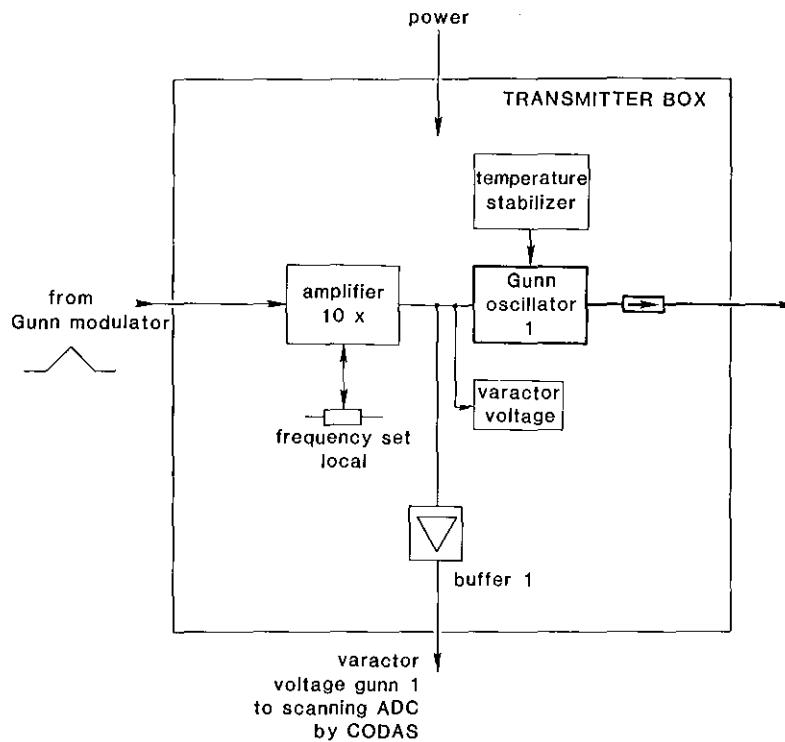 power
TRANSMITTER BOX
temperature
stabilizer
from
Gunn modulator
amplifier
10 x
Gunn
oscillator
1
varactor
voltage
frequency set
local
buffer 1
varactor
voltage gunn 1
to scanning ADC
by CODAS